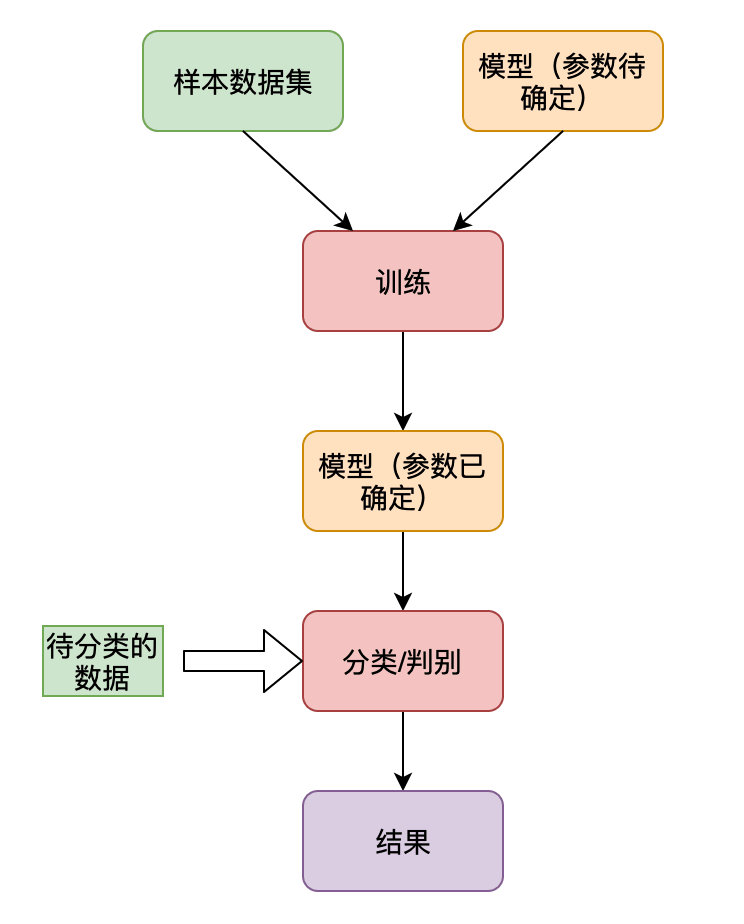 样本数据集
模型（参数待
确定）
训练
模型（参数已
确定）
待分类的
数据
分类/判别
结果